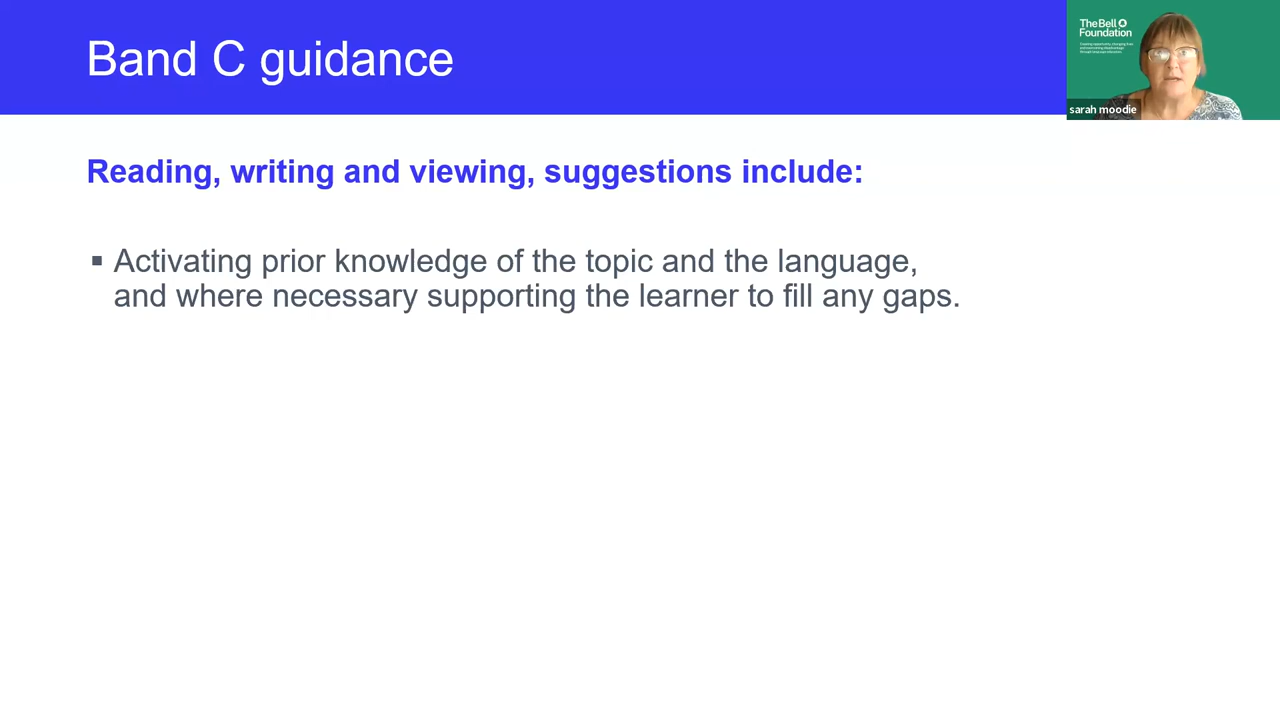 Band C guidance
The Bell
Foundation
sarah moodie
Reading, writing and viewing, suggestions include:
▪ Activating prior knowledge of the topic and the language,
and where necessary supporting the learner to fill any gaps.